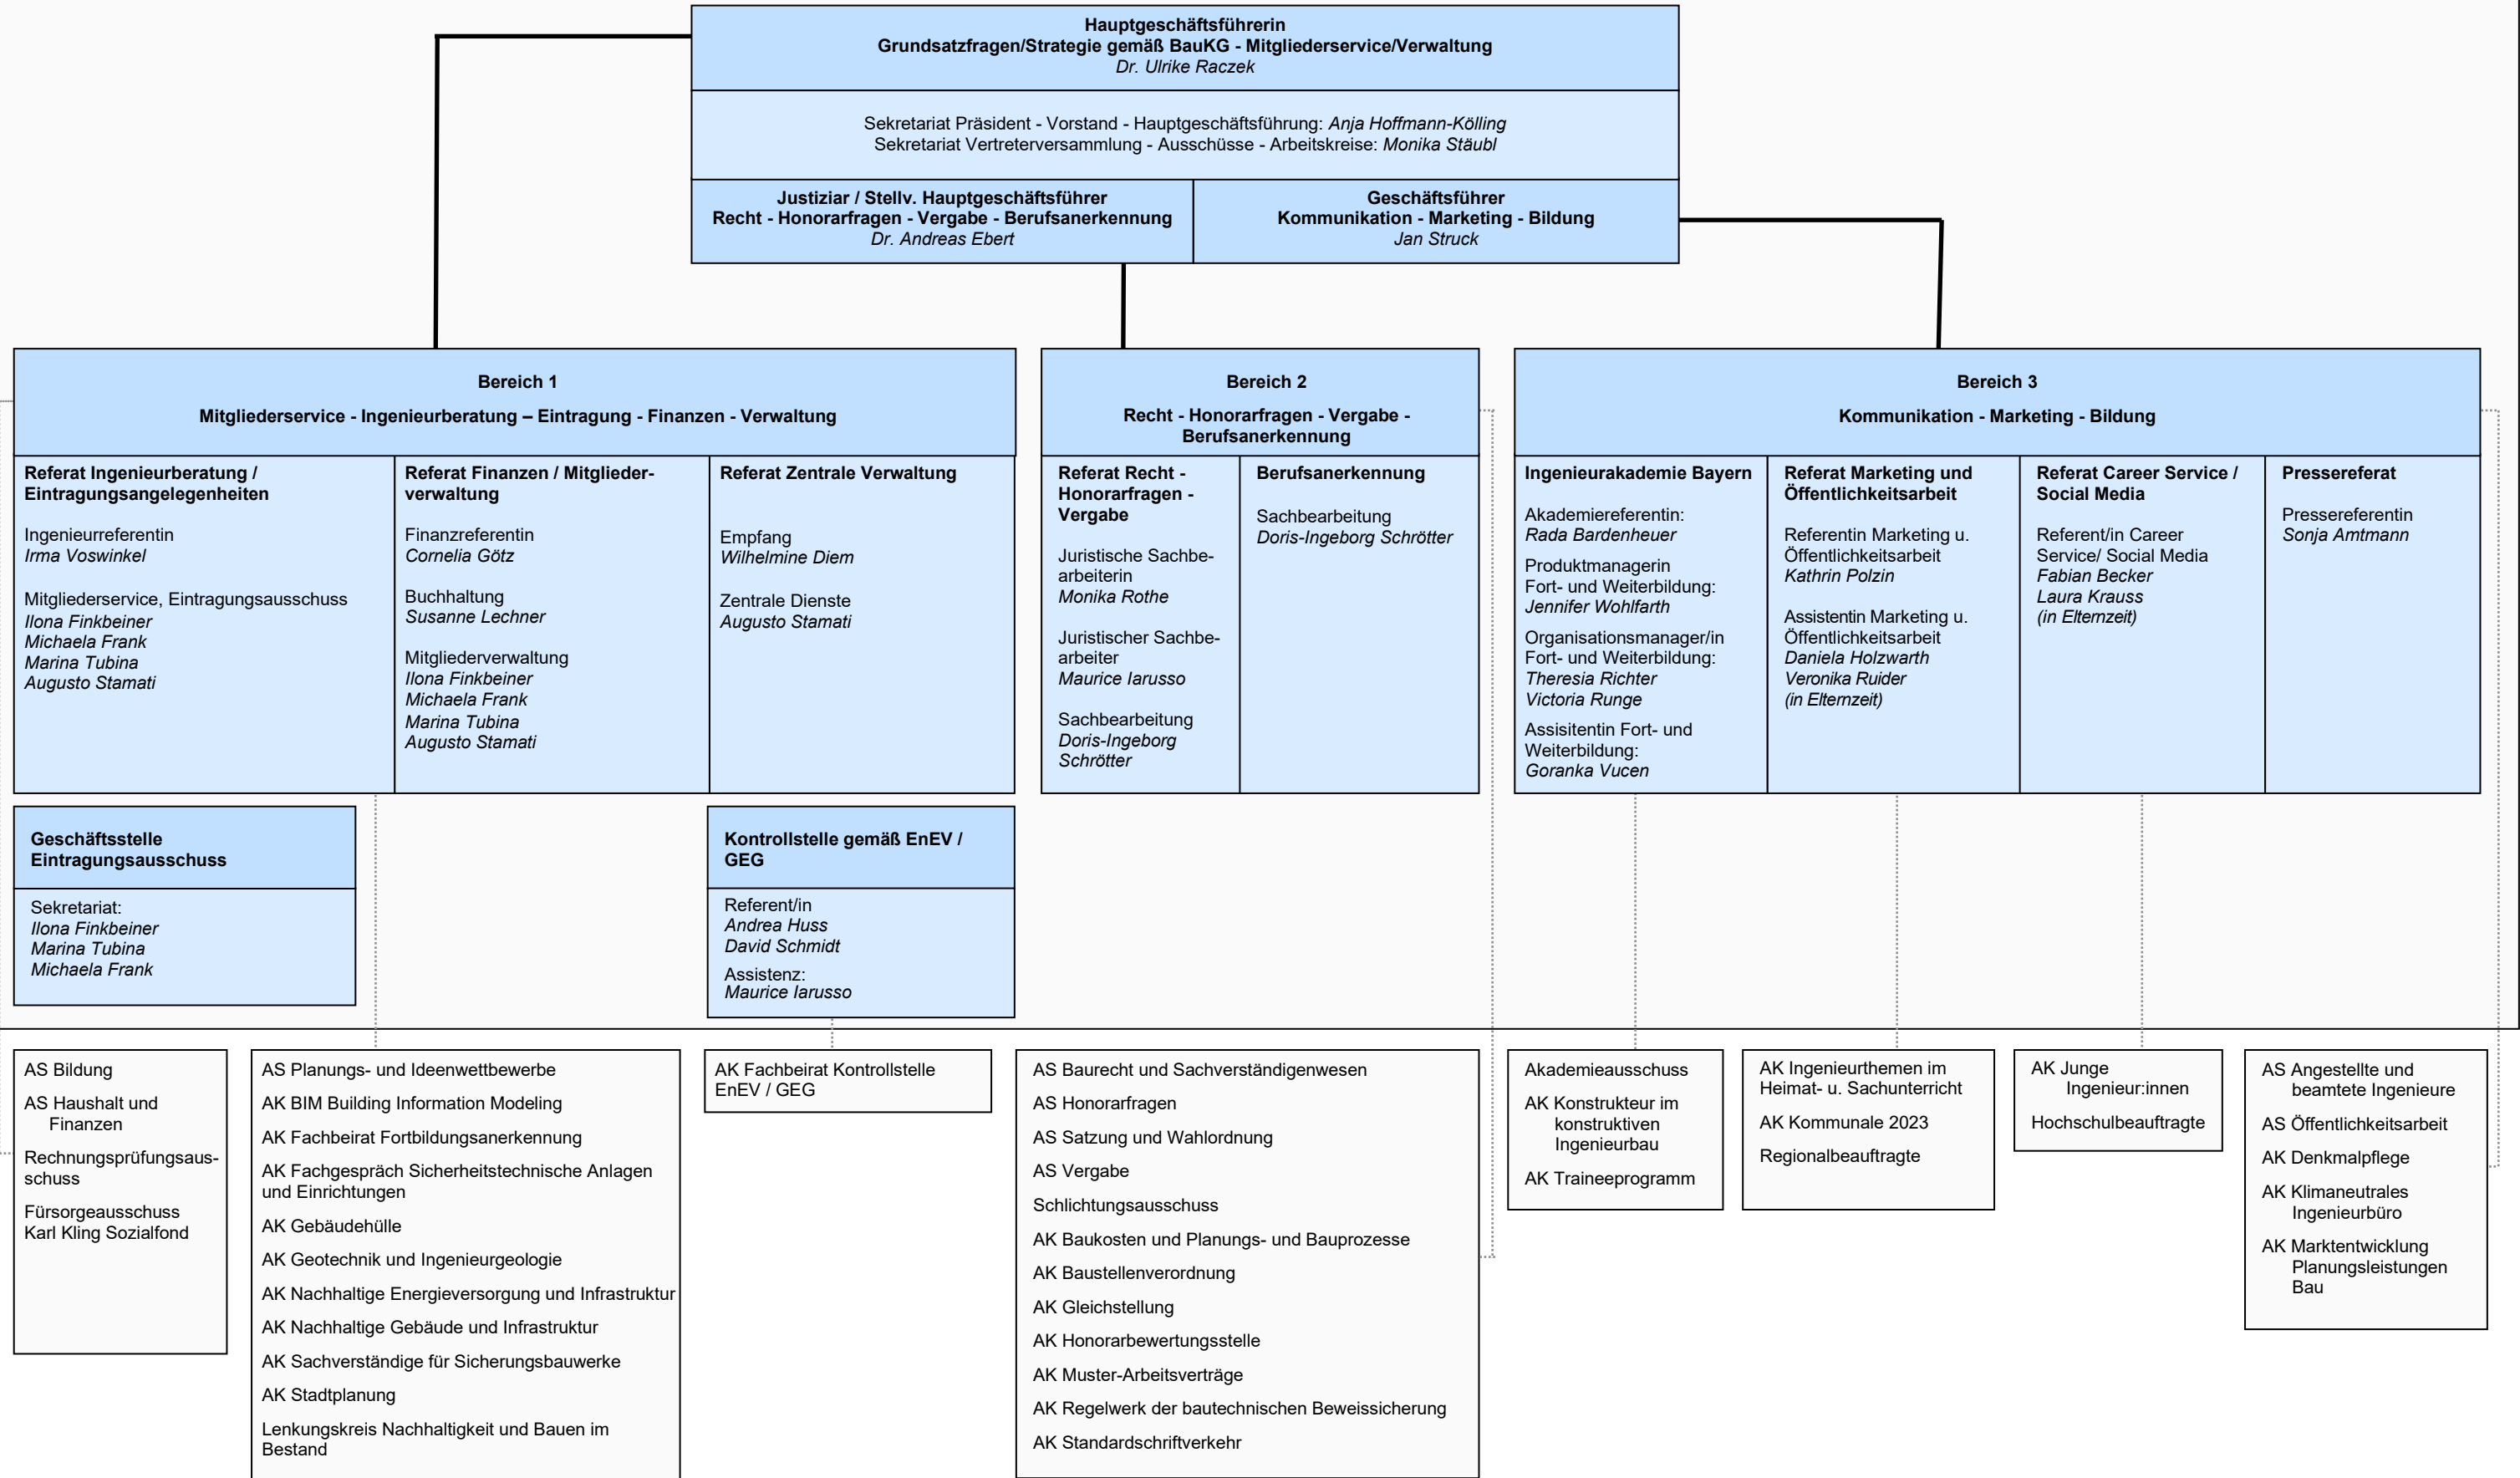 Hauptgeschäftsführerin
Grundsatzfragen/Strategie gemäß BauKG - Mitgliederservice/Verwaltung
Dr. Ulrike Raczek
Sekretariat Präsident - Vorstand - Hauptgeschäftsführung: Anja Hoffmann-Kölling
Sekretariat Vertreterversammlung - Ausschüsse - Arbeitskreise: Monika Stäubl
Justiziar / Stellv. Hauptgeschäftsführer
Recht - Honorarfragen - Vergabe - Berufsanerkennung
Dr. Andreas Ebert
Geschäftsführer
Kommunikation - Marketing - Bildung
Jan Struck
Bereich 1
Mitgliederservice - Ingenieurberatung – Eintragung - Finanzen - Verwaltung
Referat Ingenieurberatung /
Eintragungsangelegenheiten
Ingenieurreferentin
Irma Voswinkel
Mitgliederservice, Eintragungsausschuss
Ilona Finkbeiner
Michaela Frank
Marina Tubina
Augusto Stamati
Referat Finanzen / Mitglieder-
verwaltung
Finanzreferentin
Cornelia Götz
Buchhaltung
Susanne Lechner
Mitgliederverwaltung
Ilona Finkbeiner
Michaela Frank
Marina Tubina
Augusto Stamati
Referat Zentrale Verwaltung
Empfang
Wilhelmine Diem
Zentrale Dienste
Augusto Stamati
Bereich 2
Recht - Honorarfragen - Vergabe -
Berufsanerkennung
Referat Recht -
Honorarfragen -
Vergabe
Juristische Sachbe-
arbeiterin
Monika Rothe
Juristischer Sachbe-
arbeiter
Maurice Iarusso
Sachbearbeitung
Doris-Ingeborg
Schrötter
Berufsanerkennung
Sachbearbeitung
Doris-Ingeborg Schrötter
Bereich 3
Kommunikation - Marketing - Bildung
Ingenieurakademie Bayern
Akademiereferentin:
Rada Bardenheuer
Produktmanagerin
Fort- und Weiterbildung:
Jennifer Wohlfarth
Organisationsmanager/in
Fort- und Weiterbildung:
Theresia Richter
Victoria Runge
Assisitentin Fort- und
Weiterbildung:
Goranka Vucen
Referat Marketing und
Öffentlichkeitsarbeit
Referentin Marketing u.
Öffentlichkeitsarbeit
Kathrin Polzin
Assistentin Marketing u.
Öffentlichkeitsarbeit
Daniela Holzwarth
Veronika Ruider
(in Elternzeit)
Referat Career Service /
Social Media
Referent/in Career
Service/ Social Media
Fabian Becker
Laura Krauss
(in Elternzeit)
Pressereferat
Pressereferentin
Sonja Amtmann
Geschäftsstelle
Eintragungsausschuss
Sekretariat:
Ilona Finkbeiner
Marina Tubina
Michaela Frank
Kontrollstelle gemäß EnEV /
GEG
Referent/in
Andrea Huss
David Schmidt
Assistenz:
Maurice Iarusso
AS Bildung
AS Haushalt und
Finanzen
Rechnungsprüfungsaus-
schuss
Fürsorgeausschuss
Karl Kling Sozialfond
AS Planungs- und Ideenwettbewerbe
AK BIM Building Information Modeling
AK Fachbeirat Fortbildungsanerkennung
AK Fachgespräch Sicherheitstechnische Anlagen
und Einrichtungen
AK Gebäudehülle
AK Geotechnik und Ingenieurgeologie
AK Nachhaltige Energieversorgung und Infrastruktur
AK Nachhaltige Gebäude und Infrastruktur
AK Sachverständige für Sicherungsbauwerke
AK Stadtplanung
Lenkungskreis Nachhaltigkeit und Bauen im
Bestand
AK Fachbeirat Kontrollstelle
EnEV / GEG
AS Baurecht und Sachverständigenwesen
AS Honorarfragen
AS Satzung und Wahlordnung
AS Vergabe
Schlichtungsausschuss
AK Baukosten und Planungs- und Bauprozesse
AK Baustellenverordnung
AK Gleichstellung
AK Honorarbewertungsstelle
AK Muster-Arbeitsverträge
AK Regelwerk der bautechnischen Beweissicherung
AK Standardschriftverkehr
Akademieausschuss
AK Konstrukteur im
konstruktiven
Ingenieurbau
AK Traineeprogramm
AK Ingenieurthemen im
Heimat- u. Sachunterricht
AK Kommunale 2023
Regionalbeauftragte
AK Junge
Ingenieur:innen
Hochschulbeauftragte
AS Angestellte und
beamtete Ingenieure
AS Öffentlichkeitsarbeit
AK Denkmalpflege
AK Klimaneutrales
Ingenieurbüro
AK Marktentwicklung
Planungsleistungen
Bau